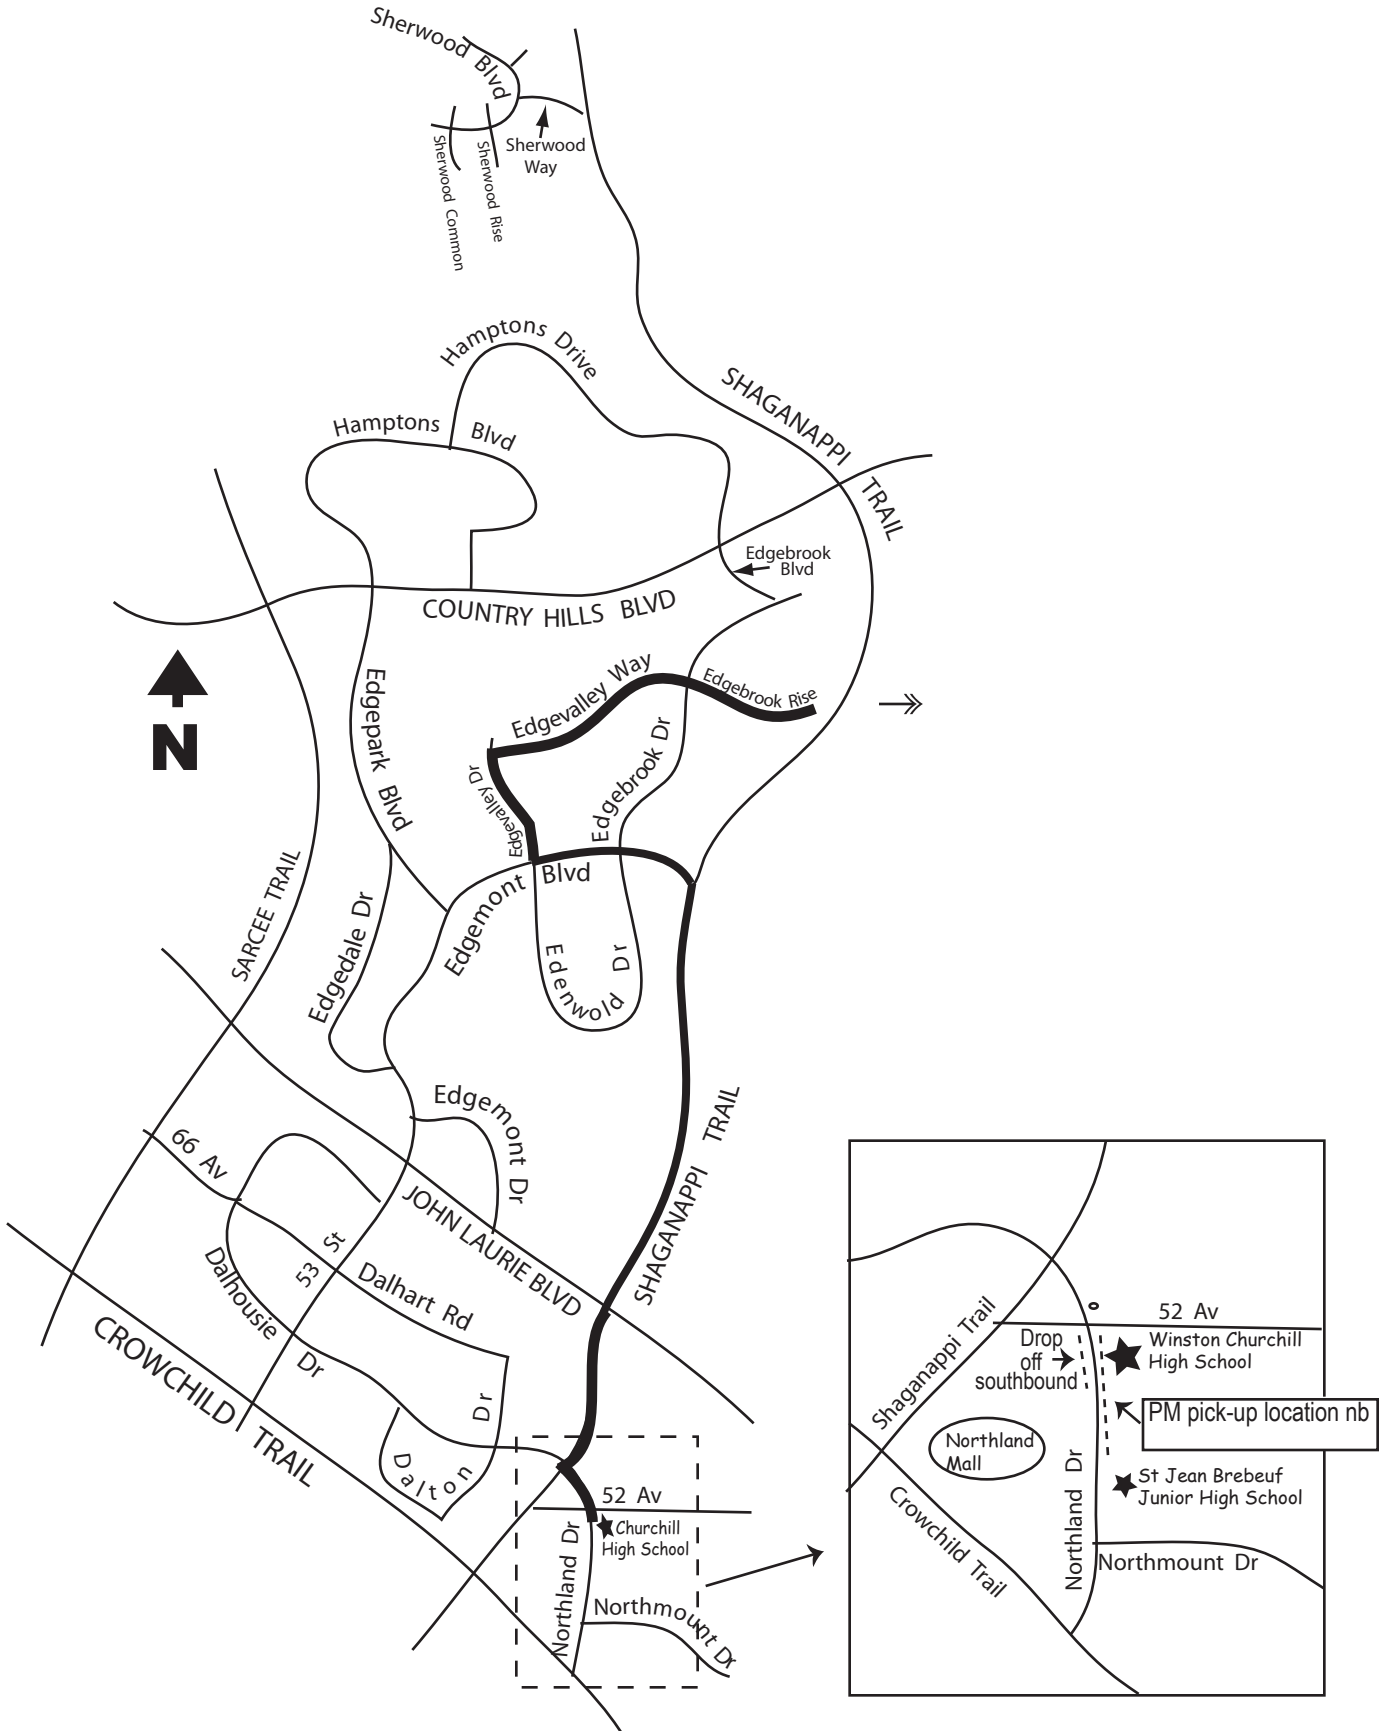 Sherwood Blvd
Sherwood
Way
Sherwood Rise
Sherwood Common
Hamptons Drive
Hamptons Blvd
SHAGANAPPI TRAIL
Edgebrook
Blvd
COUNTRY HILLS BLVD
N
Edgevalley Way
Edgebrook Rise
Edgepark Blvd
Edgevalley Dr
Edgebrook Dr
Edgemont Blvd
SARCEE TRAIL
Edgedale Dr
Edenwold Dr
Edgemont Dr
SHAGANAPPI TRAIL
66 Av
JOHN LAURIE BLVD
53 St
Dalhousie Dr
Dalhart Rd
CROWCHILD TRAIL
Dalton Dr
52 Av
Churchill
High School
Northland Dr
Northmount Dr
52 Av
Shaganappi Trail
Drop
off
southbound
Winston Churchill
High School
PM pick-up location nb
Northland
Mall
St Jean Brebeuf
Junior High School
Crowchild Trail
Northland Dr
Northmount Dr